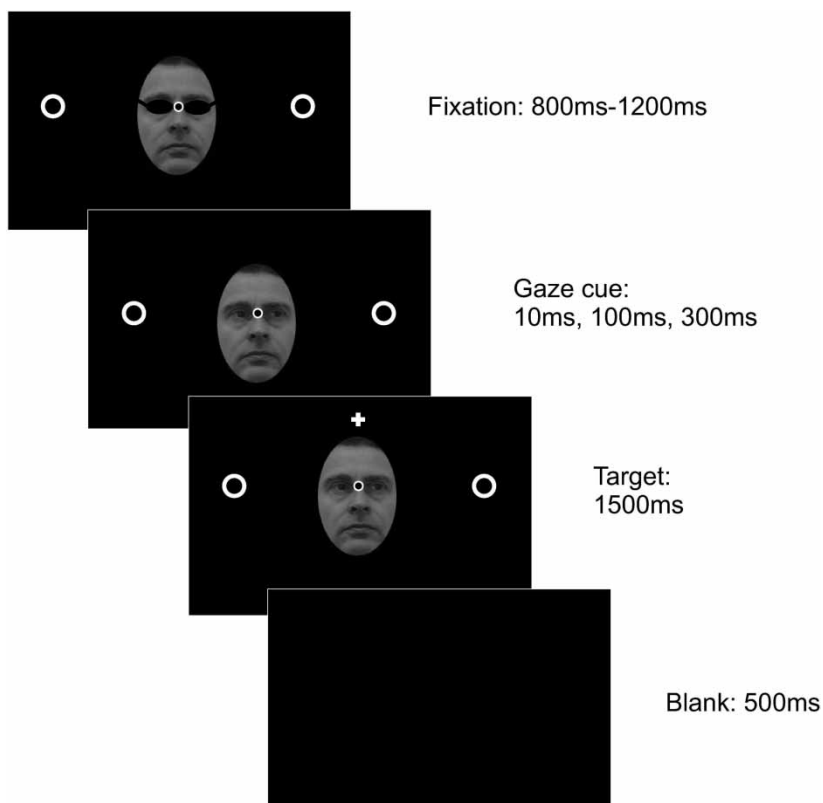 Fixation: 800ms-1200ms
Gaze cue:
10ms, 100ms, 300ms
Target:
1500ms
Blank: 500ms